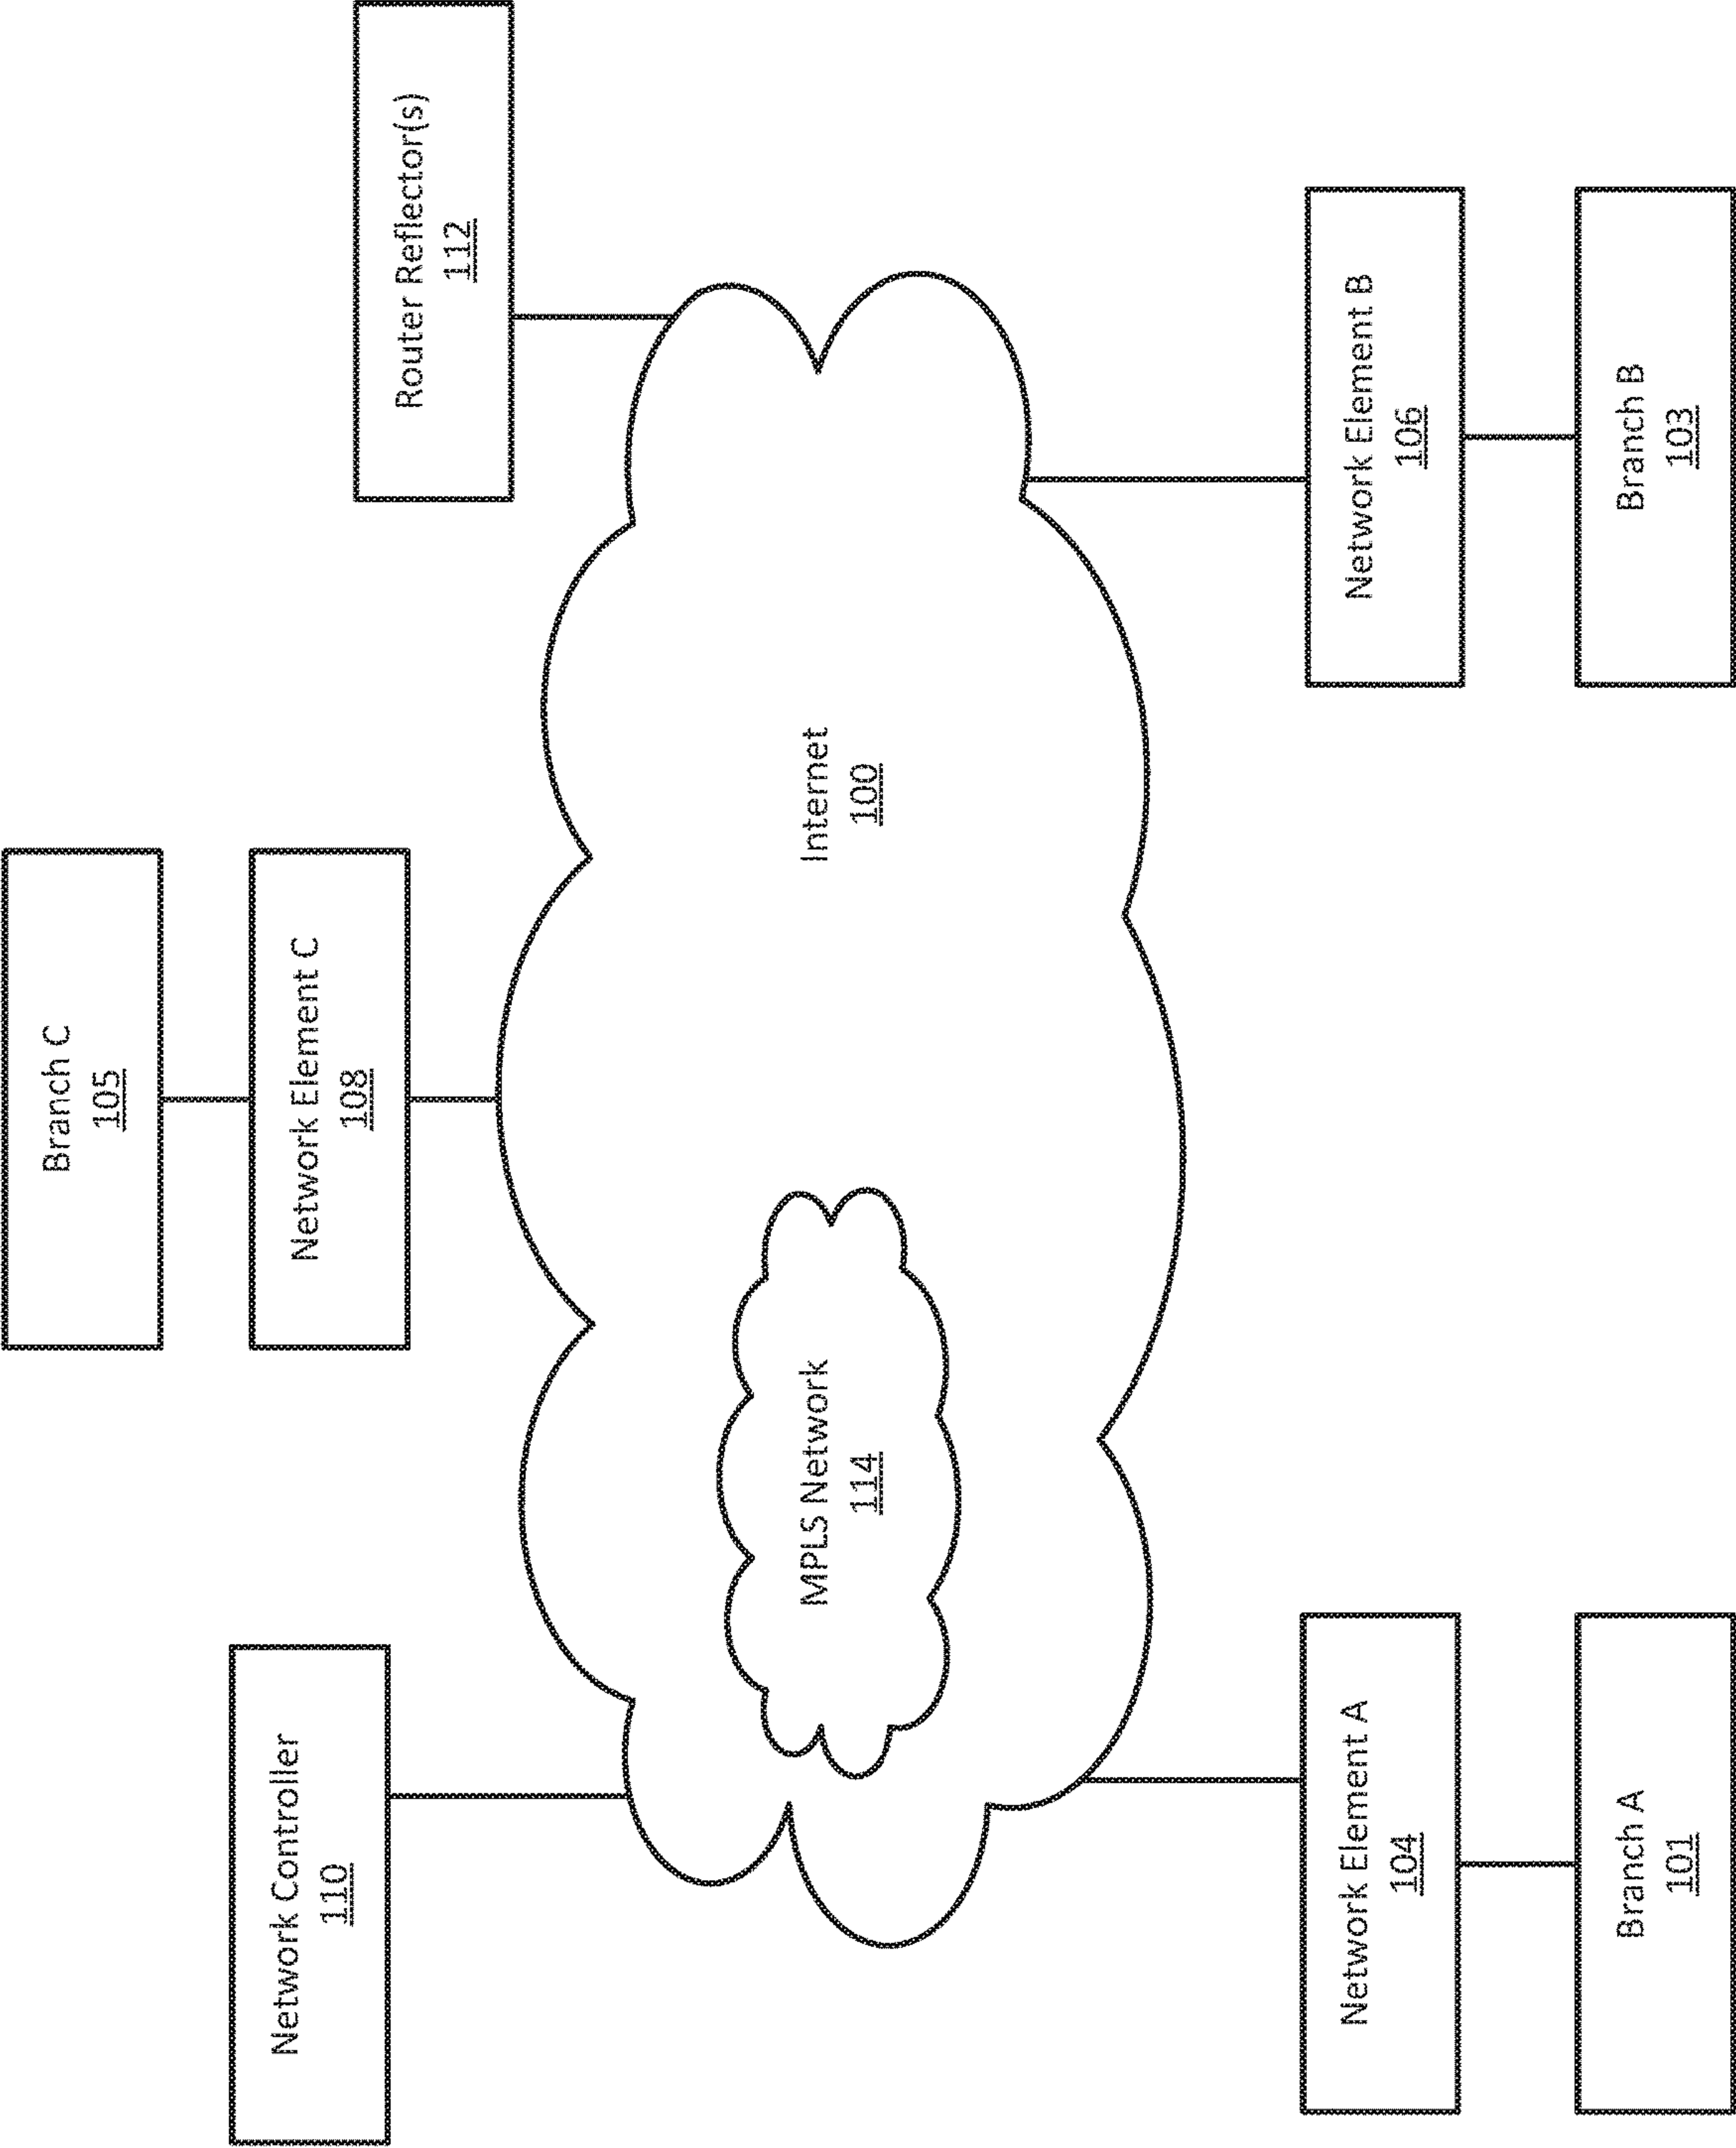 Branch C
105
Network Element C
108
Network Controller
110
Router Reflector(s)
112
MPLS Network
114
Internet
100
Network Element A
104
Network Element B
106
Branch A
101
Branch B
103